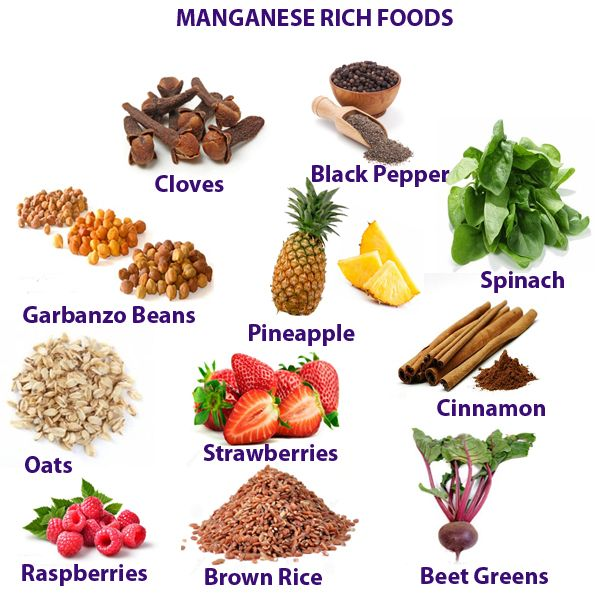 MANGANESE RICH FOODS
Cloves
Black Pepper
Spinach
Garbanzo Beans
Pineapple
Cinnamon
Oats
Strawberries
Raspberries
Brown Rice
Beet Greens